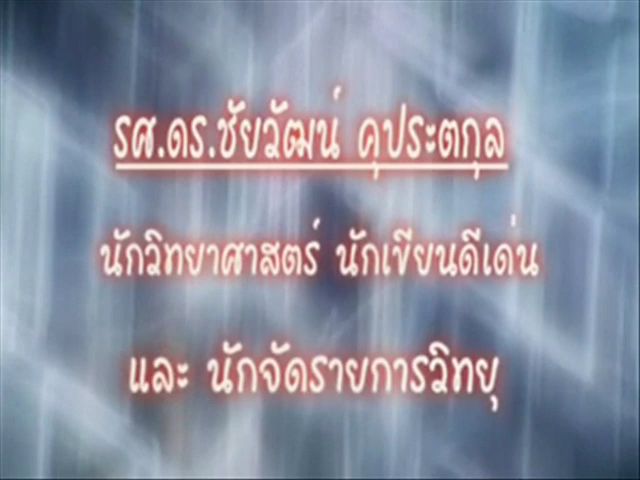 รศ.ดร.ชัยวัฒน์ คุประตกุล
นักวิทยาศาสตร์ นักเขียนดีเด่น
และ นักจัดรายการวิทยุ